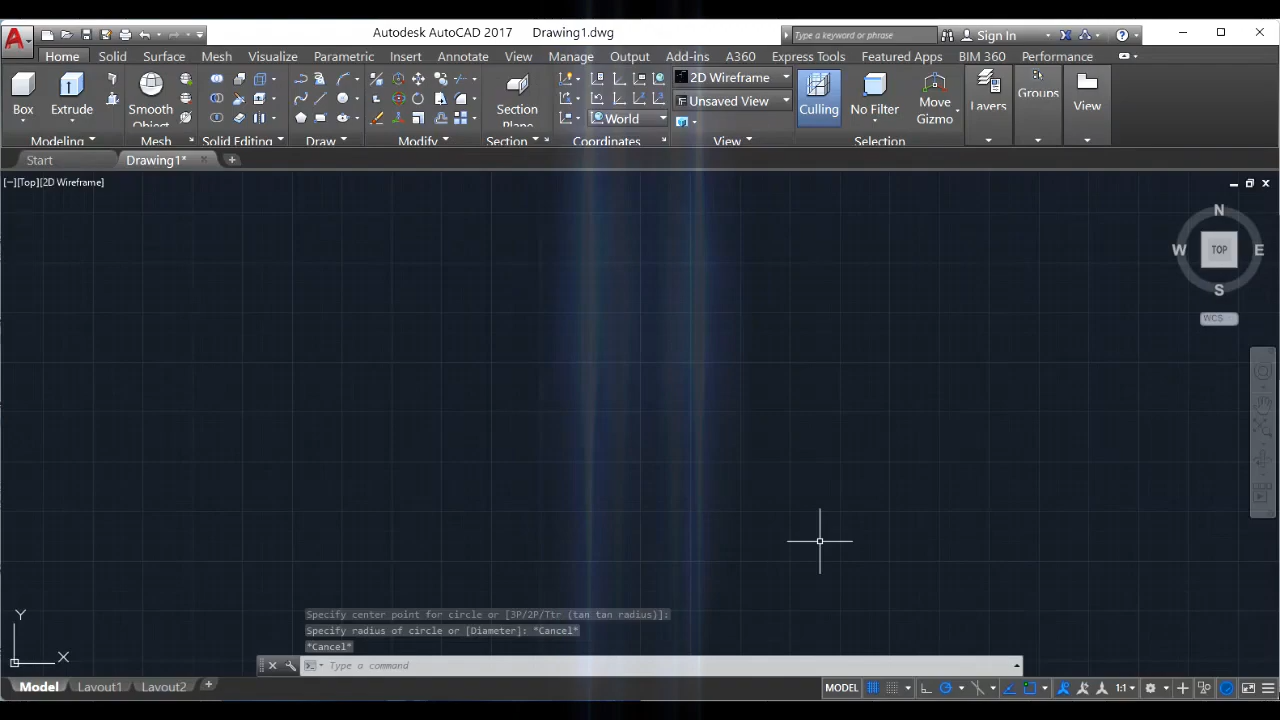 Autodesk AutoCAD 2017 Drawing1.dwg
Type a keyword or phrase
Sign In
Home Solid Surface Mesh Visualize Parametric Insert Annotate View Manage Output Add-ins A360 Express Tools Featured Apps BIM 360 Performance
2D Wireframe
Unsaved View
World
Box Extrude Smooth Object Section Plane Culling No Filter Move Gizmo Layers Groups View
Modeling Mesh Solid Editing Draw Modify Section Coordinates View Selection
Start Drawing1*
[−][Top][2D Wireframe]
N
W TOP E
S
WCS
Specify center point for circle or [3P/2P/Ttr (tan tan radius)]:
Specify radius of circle or [Diameter]: *Cancel*
*Cancel*
Y
X
Type a command
Model Layout1 Layout2
MODEL 1:1